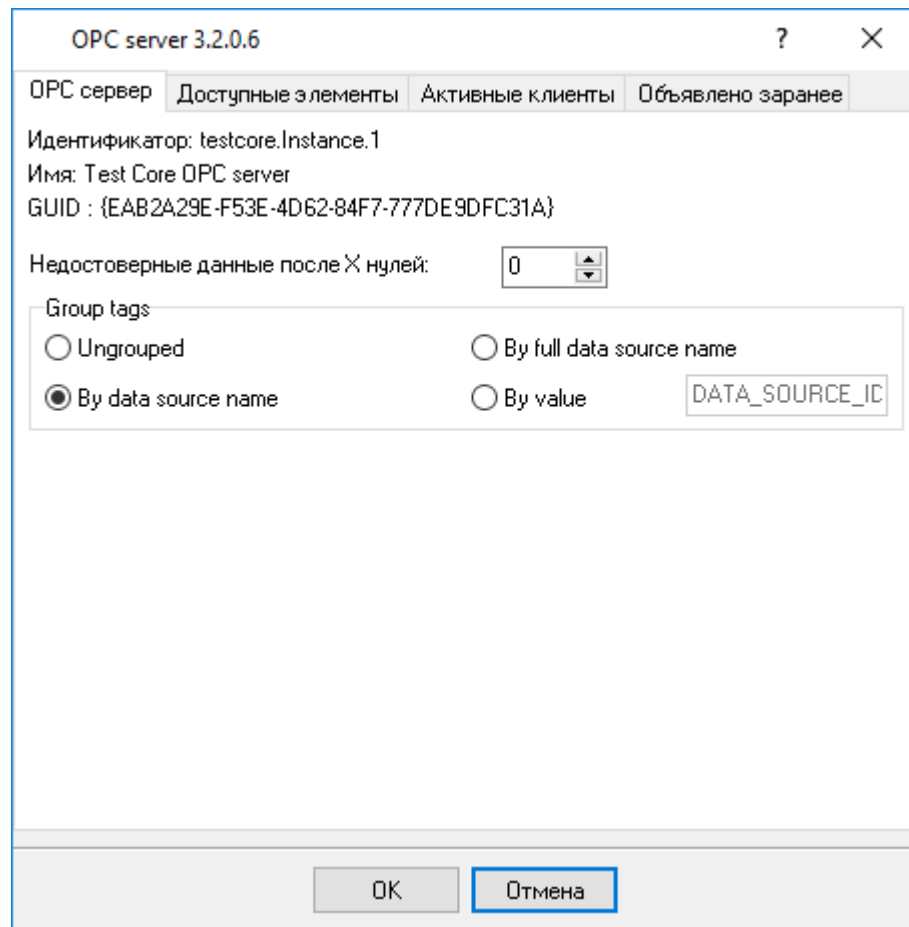 OPC server 3.2.0.6 ?
OPC сервер Доступные элементы Активные клиенты Объявлено заранее
Идентификатор: testcore.Instance.1
Имя: Test Core OPC server
GUID : {EAB2A29E-F53E-4D62-84F7-777DE9DFC31A}
Недостоверные данные после X нулей: 0
Group tags
Ungrouped By full data source name
By data source name By value DATA_SOURCE_ID
OK Отмена